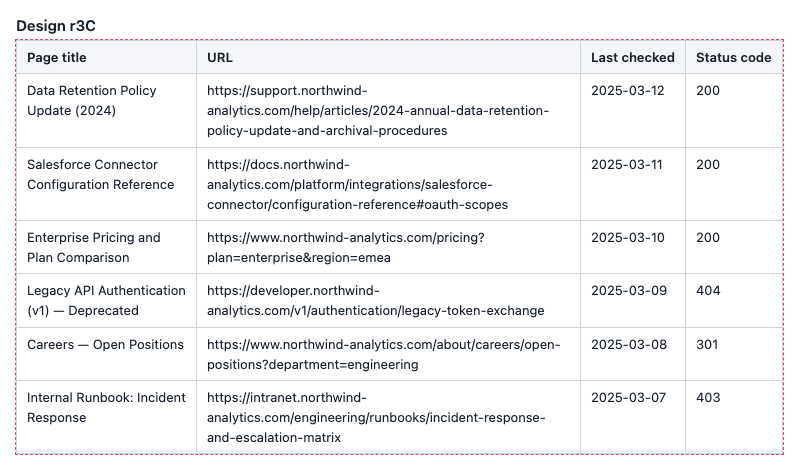 Design r3C
Page title URL Last checked Status code
Data Retention Policy
Update (2024)
https://support.northwind-
analytics.com/help/articles/2024-annual-data-retention-
policy-update-and-archival-procedures
2025-03-12
200
Salesforce Connector
Configuration Reference
https://docs.northwind-
analytics.com/platform/integrations/salesforce-
connector/configuration-reference#oauth-scopes
2025-03-11
200
Enterprise Pricing and
Plan Comparison
https://www.northwind-analytics.com/pricing?
plan=enterprise&region=emea
2025-03-10
200
Legacy API Authentication
(v1) — Deprecated
https://developer.northwind-
analytics.com/v1/authentication/legacy-token-exchange
2025-03-09
404
Careers — Open Positions
https://www.northwind-analytics.com/about/careers/open-
positions?department=engineering
2025-03-08
301
Internal Runbook: Incident
Response
https://intranet.northwind-
analytics.com/engineering/runbooks/incident-response-
and-escalation-matrix
2025-03-07
403